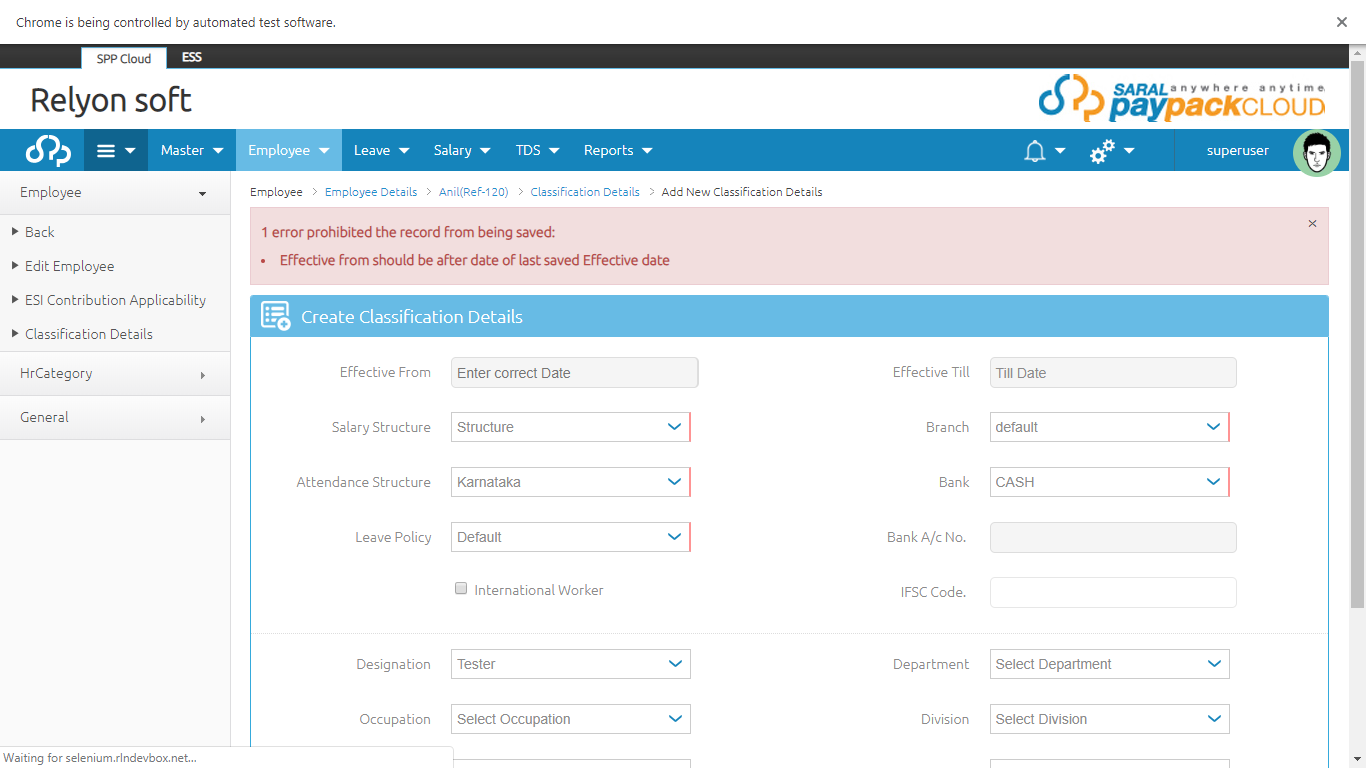 Chrome is being controlled by automated test software.
SPP Cloud ESS
Relyon soft
SARAL anywhere anytime
paypackCLOUD
Master Employee Leave Salary TDS Reports superuser
Employee
Back
Edit Employee
ESI Contribution Applicability
Classification Details
HrCategory
General
Employee > Employee Details > Anil(Ref-120) > Classification Details > Add New Classification Details
1 error prohibited the record from being saved:
• Effective from should be after date of last saved Effective date
Create Classification Details
Effective From Enter correct Date Effective Till Till Date
Salary Structure Structure Branch default
Attendance Structure Karnataka Bank CASH
Leave Policy Default Bank A/c No.
International Worker IFSC Code.
Designation Tester Department Select Department
Occupation Select Occupation Division Select Division
Waiting for selenium.rlndevbox.net...